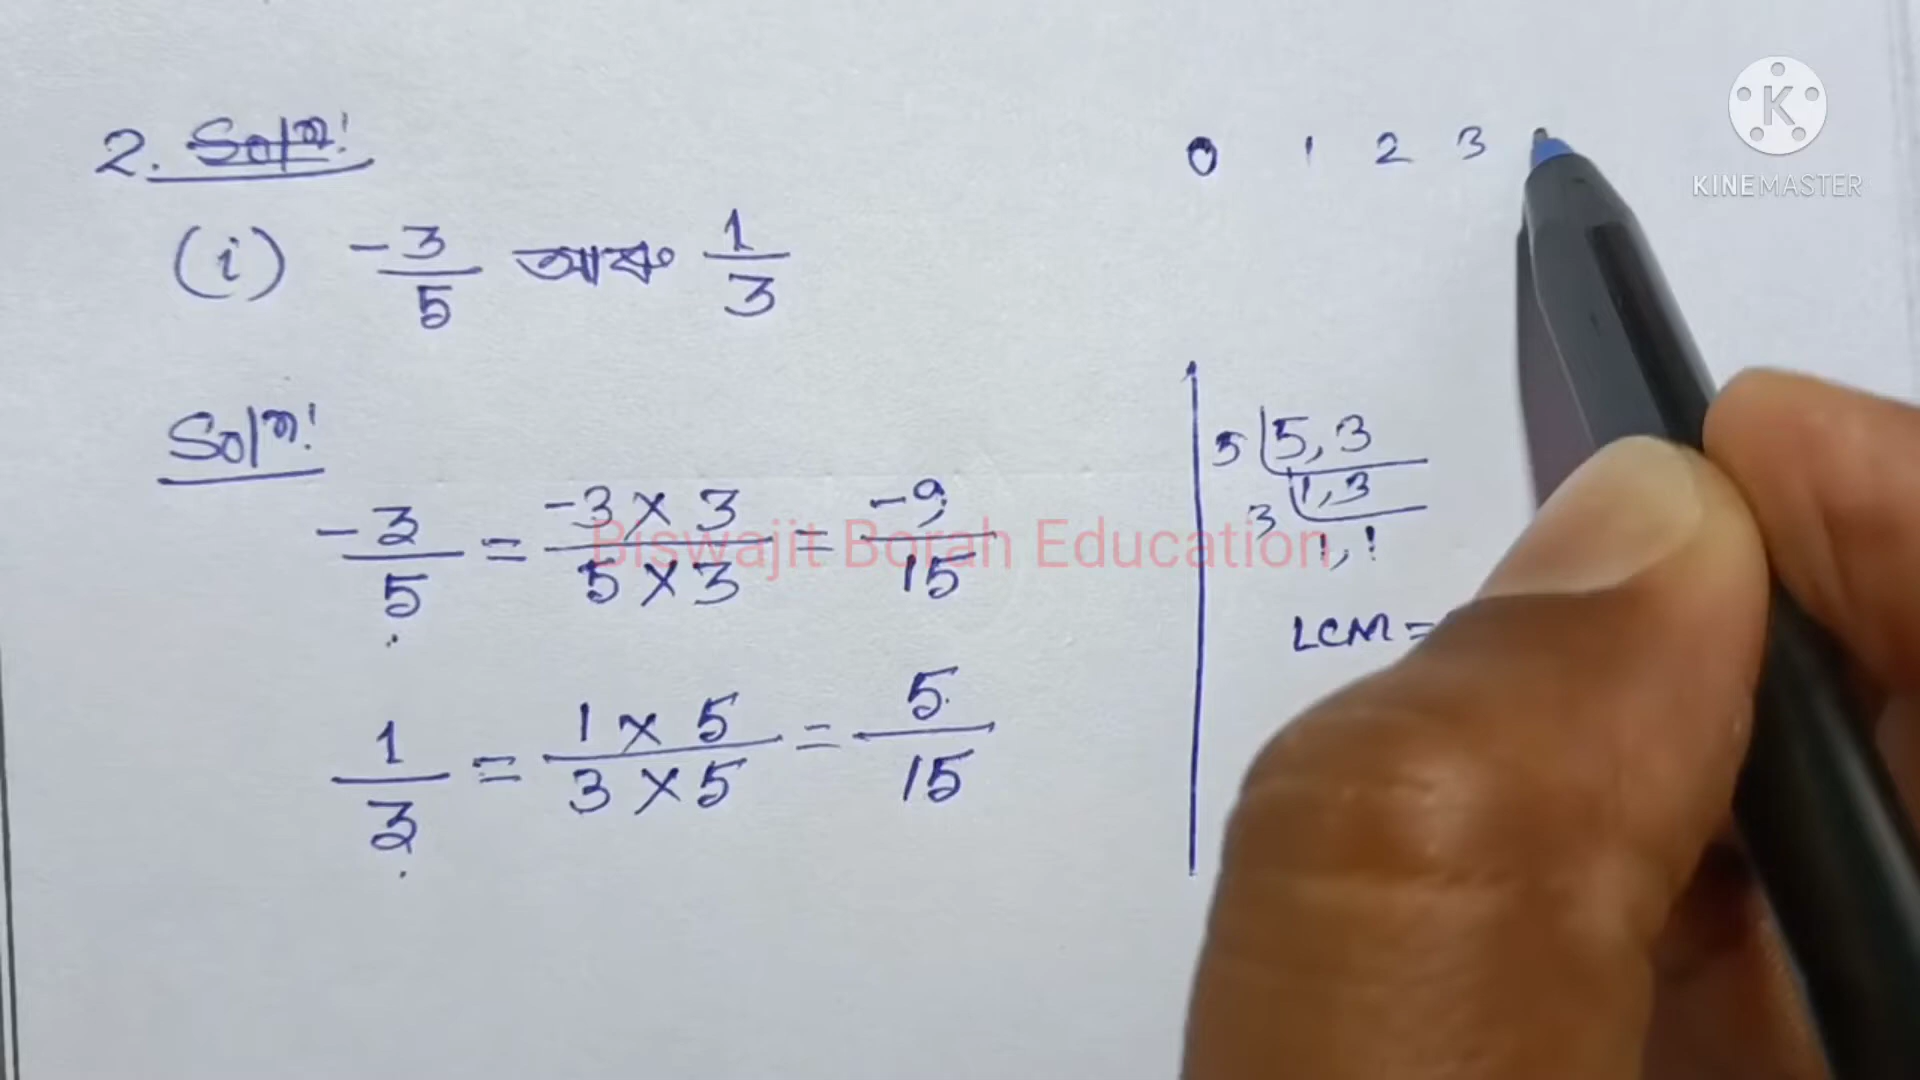 2. Soln!
0 1 2 3
K
KINEMASTER
(i) -3/5 আৰু 1/3
Soln!
-3/5 = -3×3/5×3 = -9/15
1/3 = 1×5/3×5 = 5/15
5 5, 3
3 1, 3
1, 1
LCM =
Biswajit Borah Education